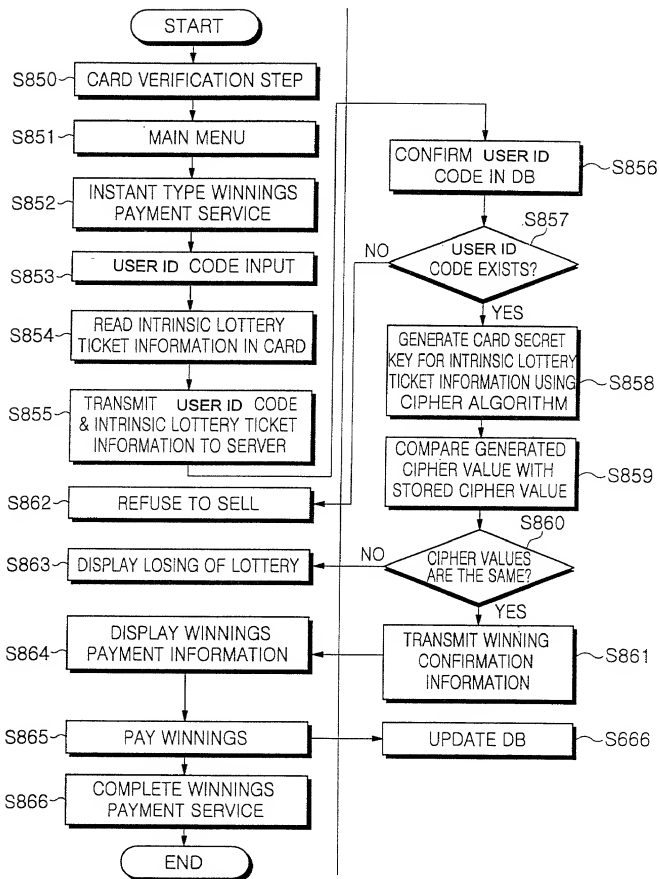 START
S850
CARD VERIFICATION STEP
S851
MAIN MENU
S852
INSTANT TYPE WINNINGS
PAYMENT SERVICE
S853
USER ID CODE INPUT
S854
READ INTRINSIC LOTTERY
TICKET INFORMATION IN CARD
S855
TRANSMIT USER ID CODE
& INTRINSIC LOTTERY TICKET
INFORMATION TO SERVER
CONFIRM USER ID
CODE IN DB
S856
S857
USER ID
CODE EXISTS?
NO
YES
GENERATE CARD SECRET
KEY FOR INTRINSIC LOTTERY
TICKET INFORMATION USING
CIPHER ALGORITHM
S858
COMPARE GENERATED
CIPHER VALUE WITH
STORED CIPHER VALUE
S859
S862
REFUSE TO SELL
S860
CIPHER VALUES
ARE THE SAME?
NO
YES
S863
DISPLAY LOSING OF LOTTERY
TRANSMIT WINNING
CONFIRMATION
INFORMATION
S861
S864
DISPLAY WINNINGS
PAYMENT INFORMATION
S865
PAY WINNINGS
UPDATE DB
S666
S866
COMPLETE WINNINGS
PAYMENT SERVICE
END